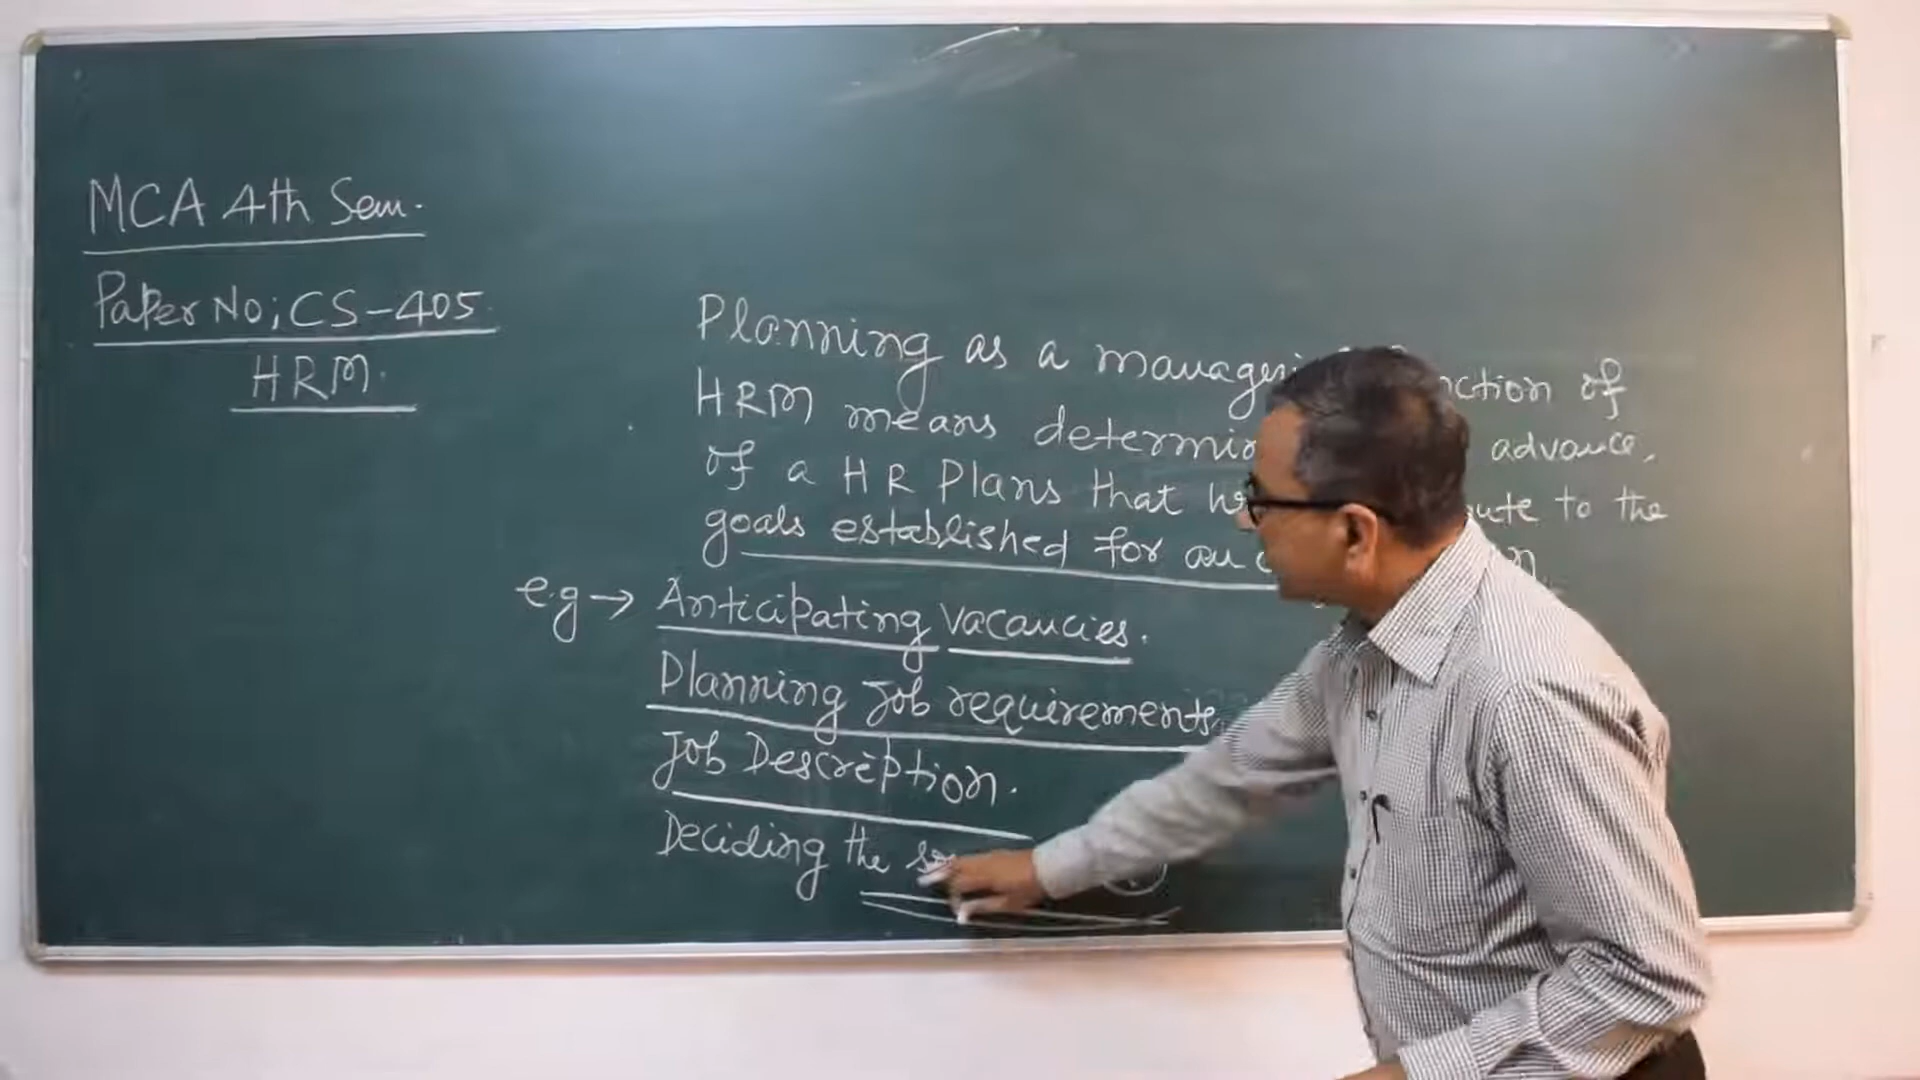 MCA 4th Sem.
Paper No; CS-405.
HRM.
Planning as a of
HRM means advance.
of a HR Plans that to the
goals established for an
e.g → Anticipating vacancies.
Planning Job requirements,
Job Description.
Deciding the